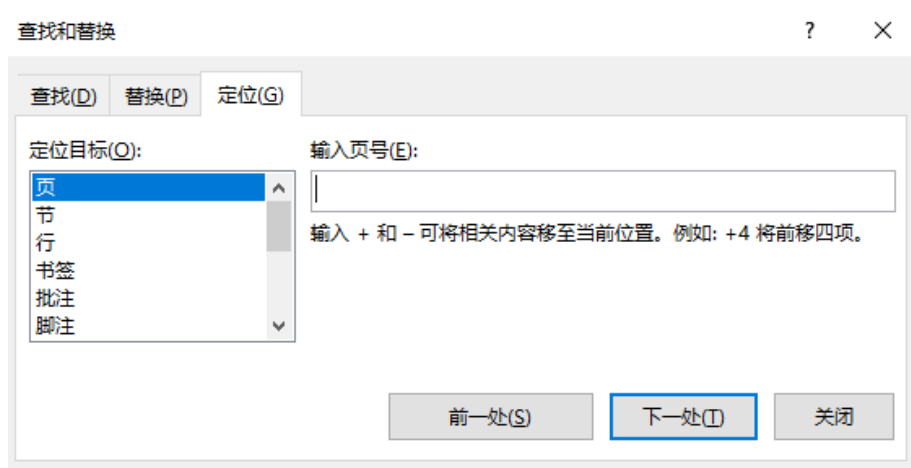 查找和替换 ? ×
查找(D) 替换(P) 定位(G)
定位目标(O):
页
节
行
书签
批注
脚注
输入页号(E):
输入 + 和 – 可将相关内容移至当前位置。例如: +4 将前移四项。
前一处(S) 下一处(T) 关闭